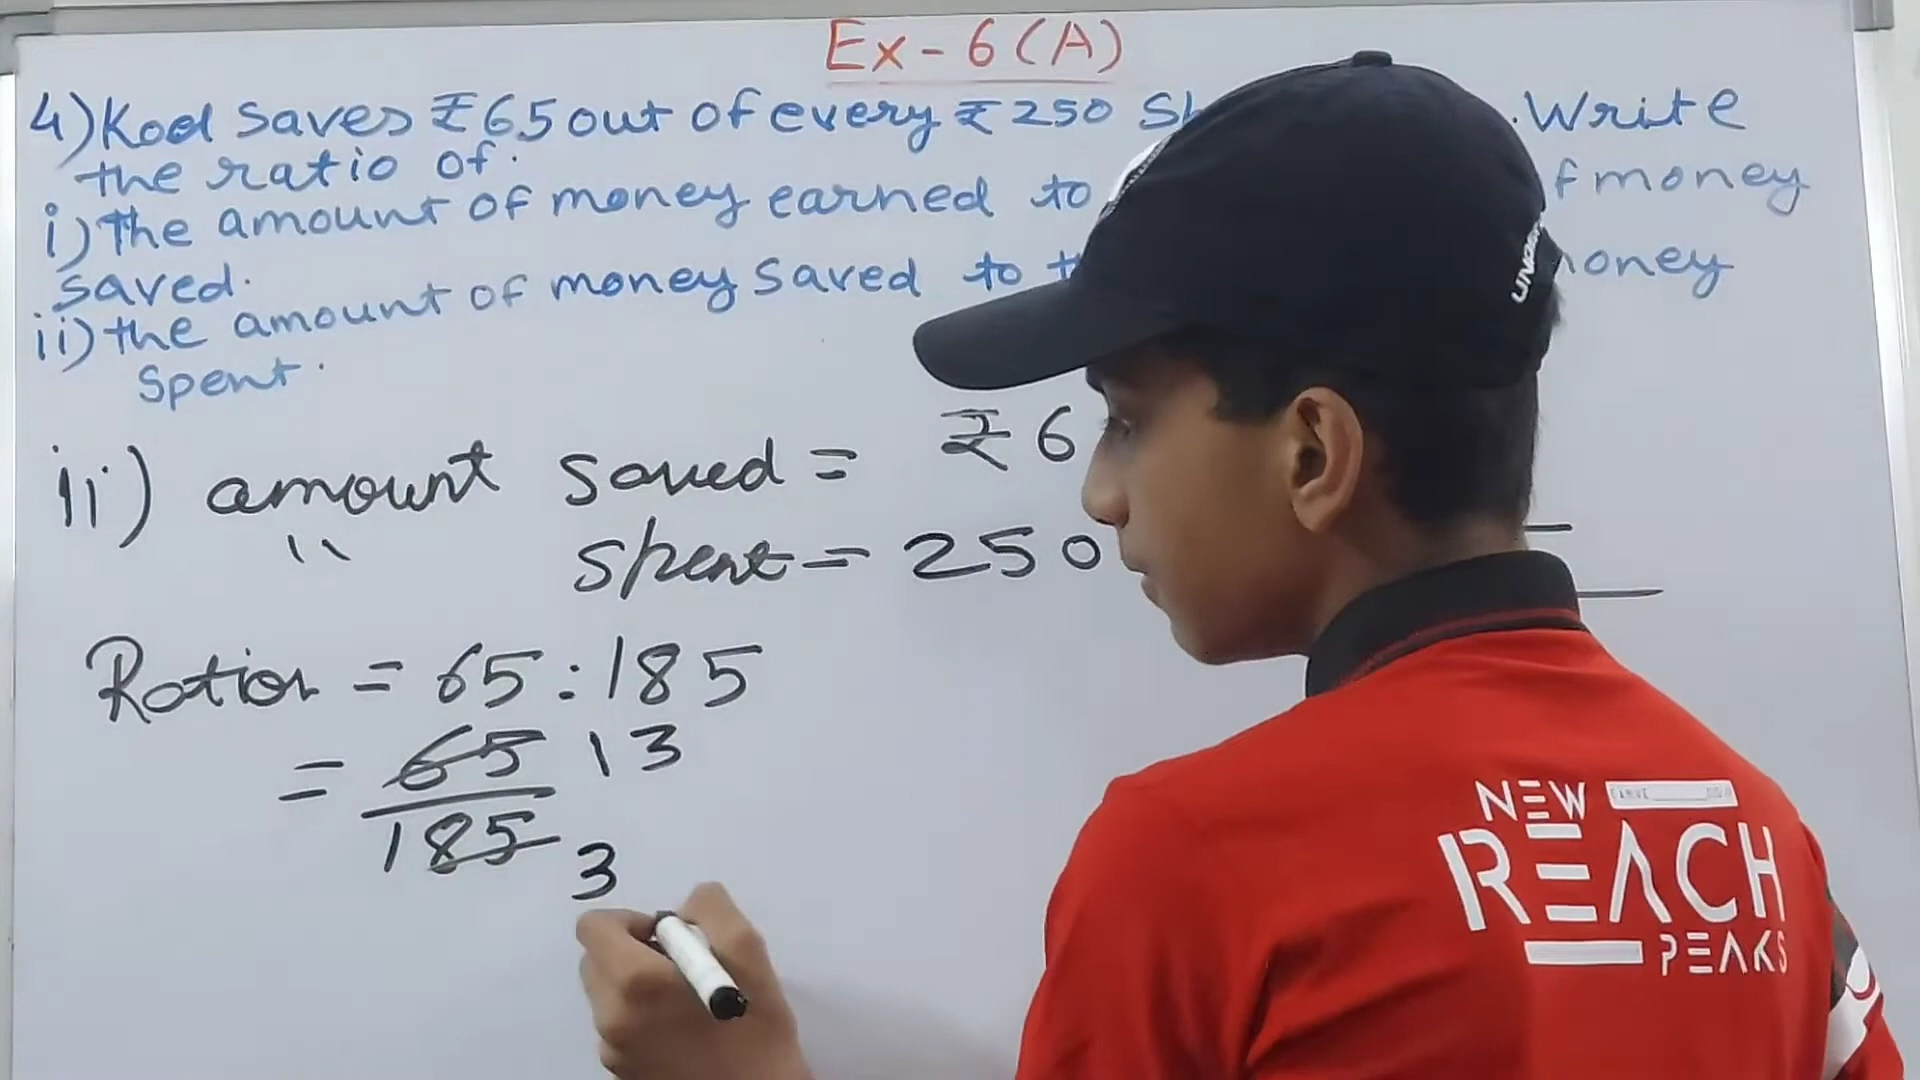 Ex-6(A)
4) Kool saves ₹65 out of every ₹250 . Write
the ratio of.
i) The amount of money earned to f money
saved.
ii) the amount of money saved to money
spent.
ii) amount saved = ₹6
" spent = 250
Ration = 65:185
= 65 13
185 3
NEW
REACH
PEAKS